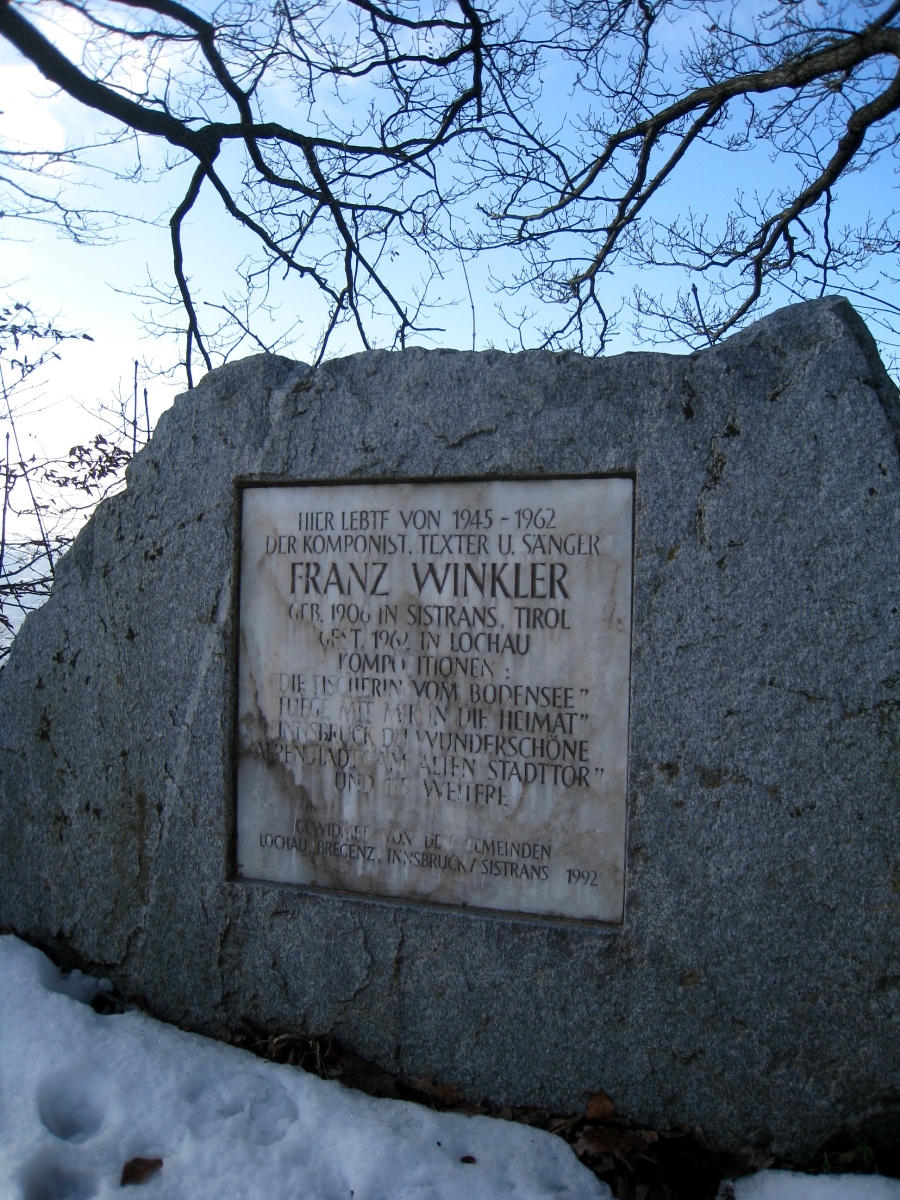 HIER LEBTE VON 1945 - 1962
DER KOMPONIST, TEXTER U. SÄNGER
FRANZ WINKLER
GEB. 1906 IN SISTRANS, TIROL
GEST. 1962 IN LOCHAU
KOMPOSITIONEN :
"DIE FISCHERIN VOM BODENSEE"
FLIEGE MIT MIR IN DIE HEIMAT"
INNSBRUCK DU WUNDERSCHÖNE
ALPENSTADT" "AM ALTEN STADTTOR"
UND WEITERE
GEWIDMET VON DEN GEMEINDEN
LOCHAU, BREGENZ, INNSBRUCK / SISTRANS 1992